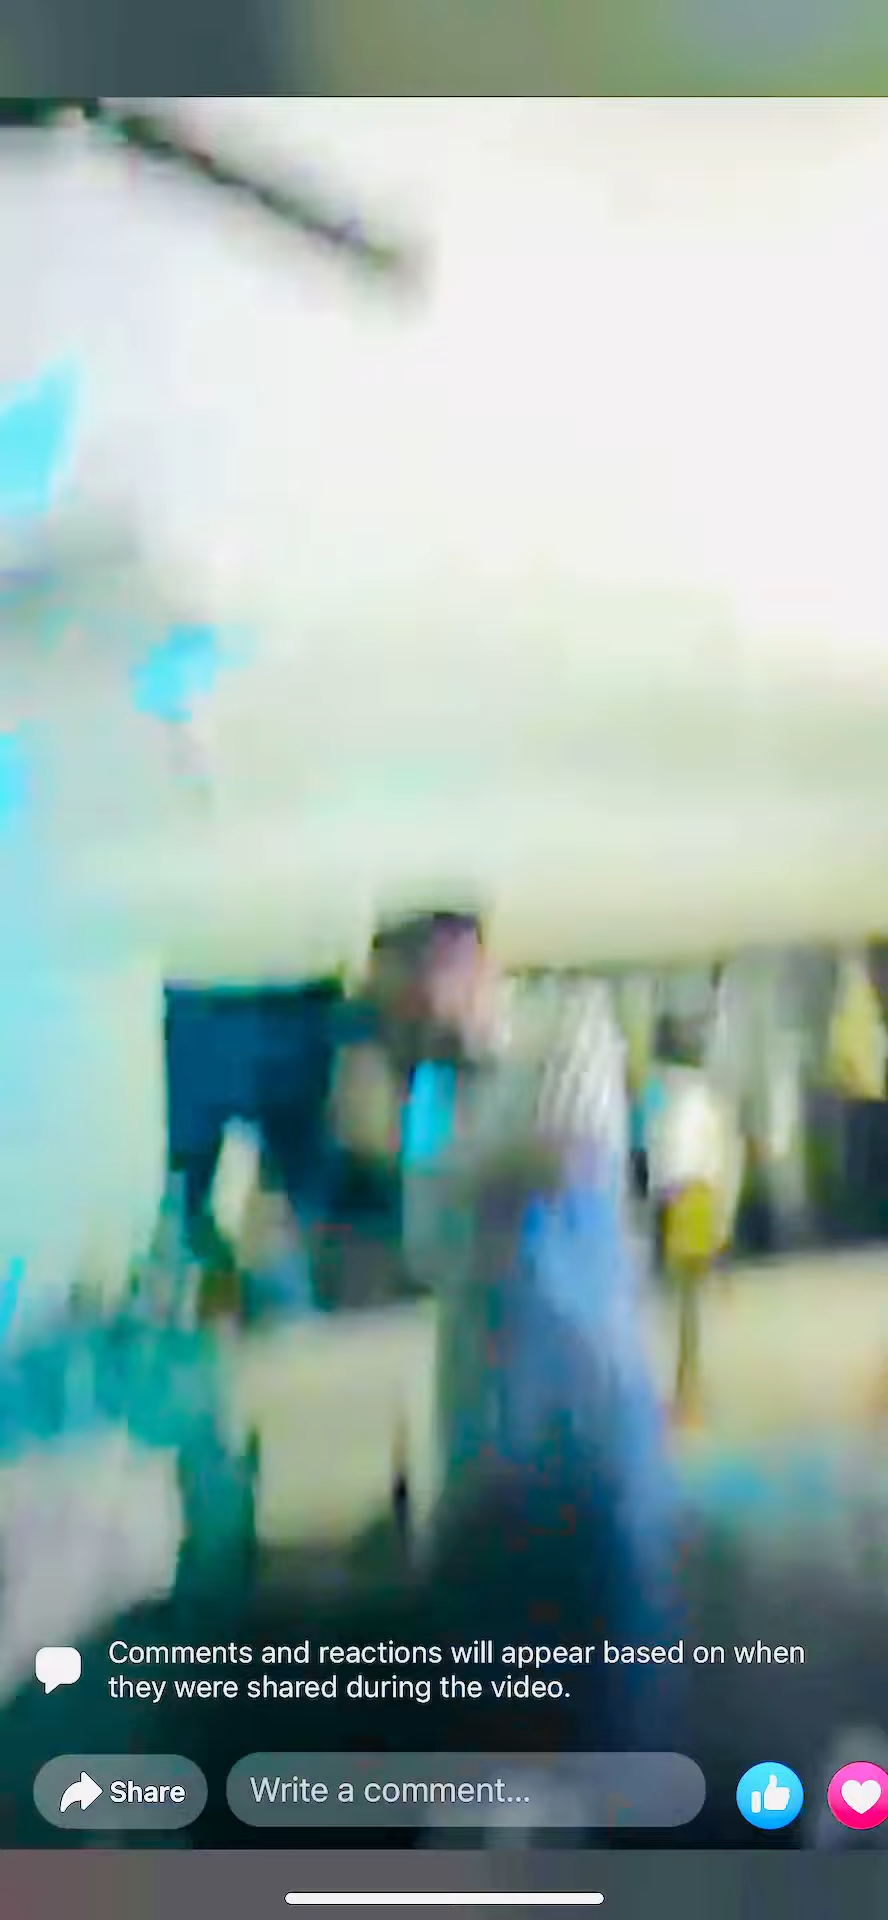 Comments and reactions will appear based on when
they were shared during the video.
Share
Write a comment...